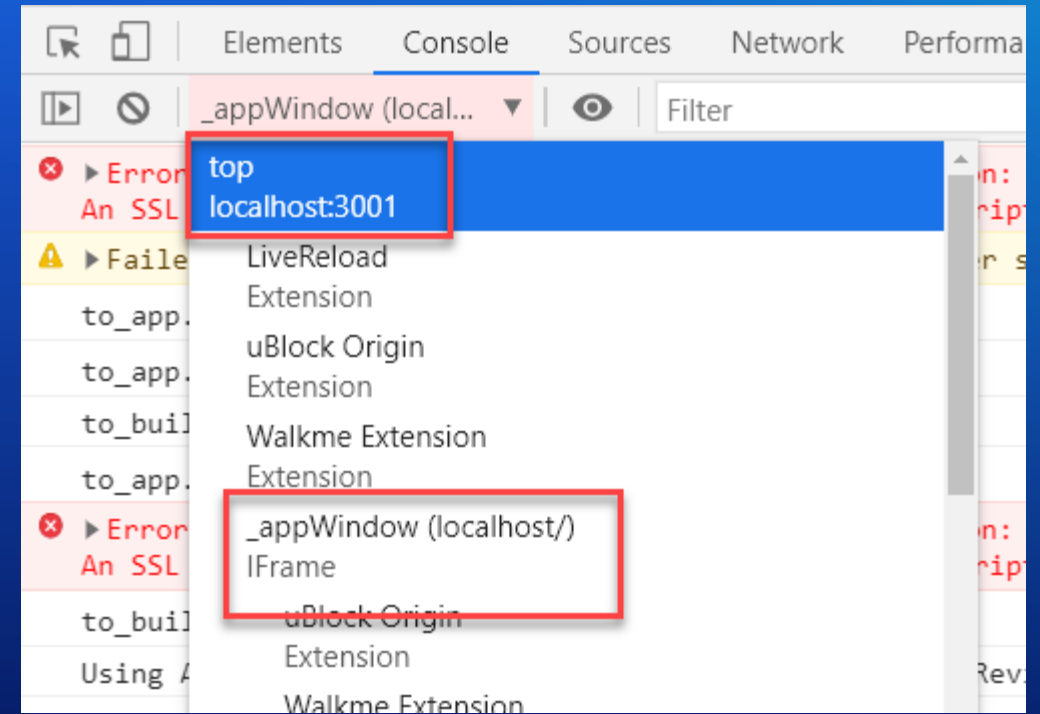 Elements Console Sources Network Performa
_appWindow (local... Filter
Error n:
An SSL ript
Faile r s
to_app.
to_app.
to_buil
to_app.
Error n:
An SSL ript
to_buil
Using A Rev
top
localhost:3001
LiveReload
Extension
uBlock Origin
Extension
Walkme Extension
Extension
_appWindow (localhost/)
IFrame
uBlock Origin
Extension
Walkme Extension